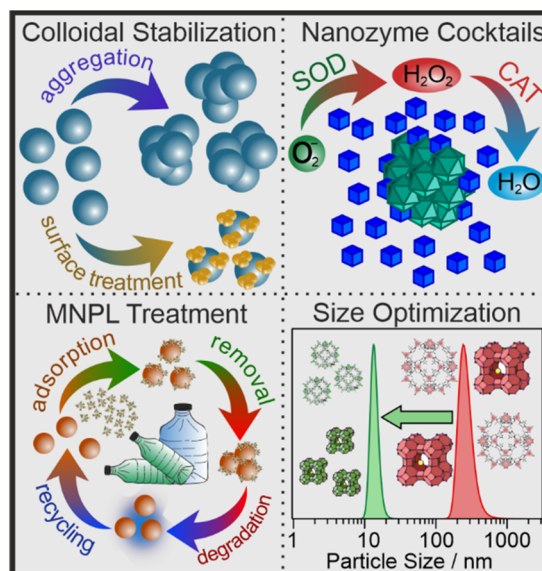 Colloidal Stabilization
aggregation
surface treatment
Nanozyme Cocktails
SOD
H2O2
CAT
O2-
H2O
MNPL Treatment
adsorption
removal
degradation
recycling
Size Optimization
1 10 100 1000
Particle Size / nm